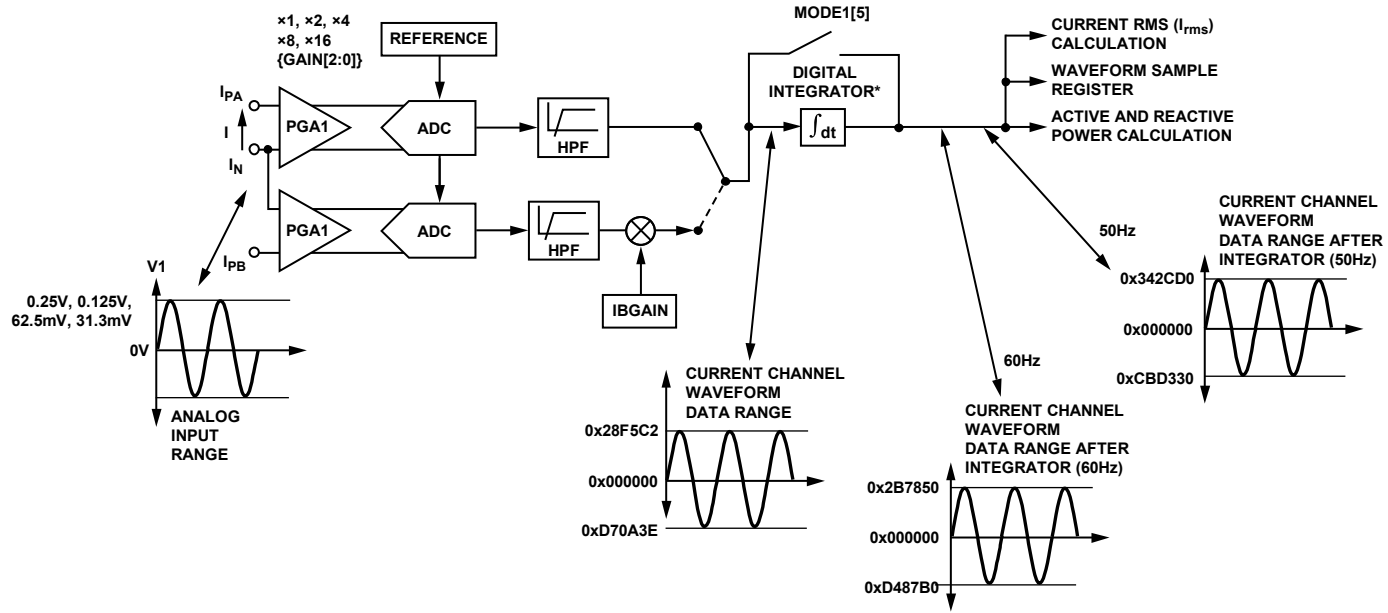 ×1, ×2, ×4
×8, ×16
{GAIN[2:0]}
REFERENCE
MODE1[5]
CURRENT RMS (Irms)
CALCULATION
WAVEFORM SAMPLE
REGISTER
ACTIVE AND REACTIVE
POWER CALCULATION
DIGITAL
INTEGRATOR*
IPA
I
IN
PGA1
ADC
HPF
∫dt
IPB
PGA1
ADC
HPF
IBGAIN
V1
0.25V, 0.125V,
62.5mV, 31.3mV
0V
ANALOG
INPUT
RANGE
CURRENT CHANNEL
WAVEFORM
DATA RANGE
0x28F5C2
0x000000
0xD70A3E
60Hz
CURRENT CHANNEL
WAVEFORM
DATA RANGE AFTER
INTEGRATOR (60Hz)
0x2B7850
0x000000
0xD487B0
50Hz
CURRENT CHANNEL
WAVEFORM
DATA RANGE AFTER
INTEGRATOR (50Hz)
0x342CD0
0x000000
0xCBD330